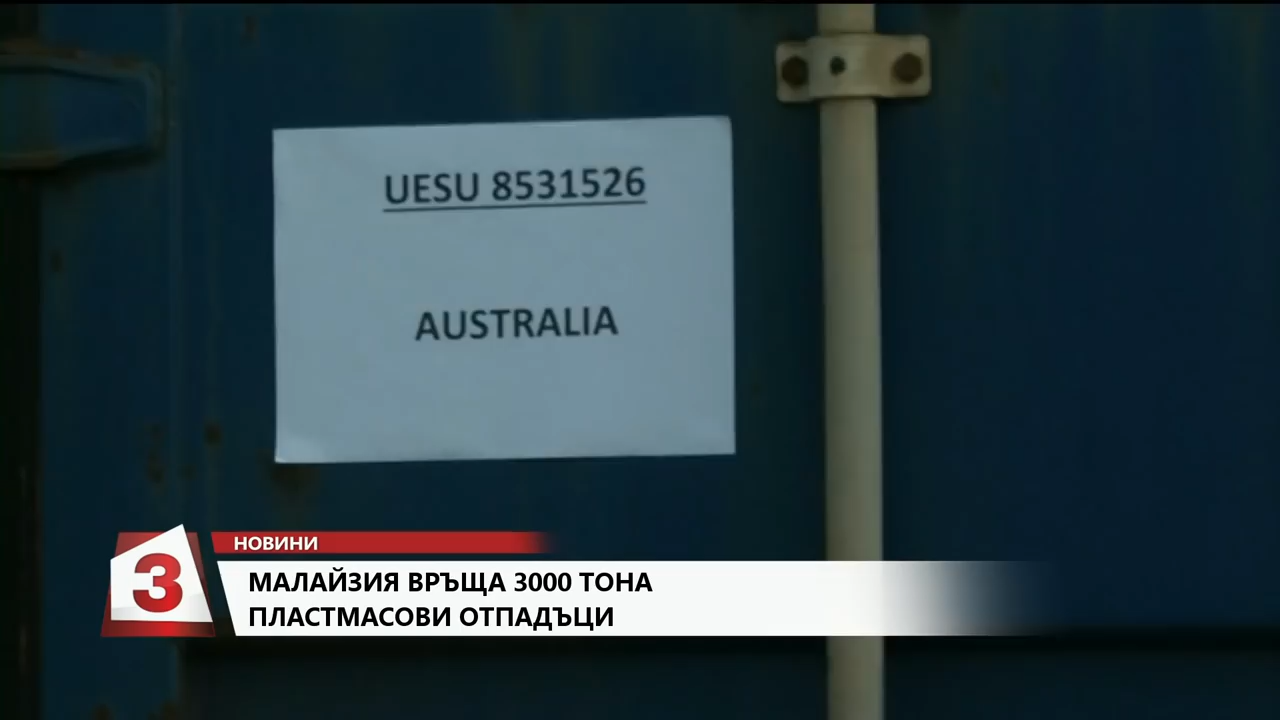 UESU 8531526
AUSTRALIA
3
НОВИНИ
МАЛАЙЗИЯ ВРЪЩА 3000 ТОНА
ПЛАСТМАСОВИ ОТПАДЪЦИ